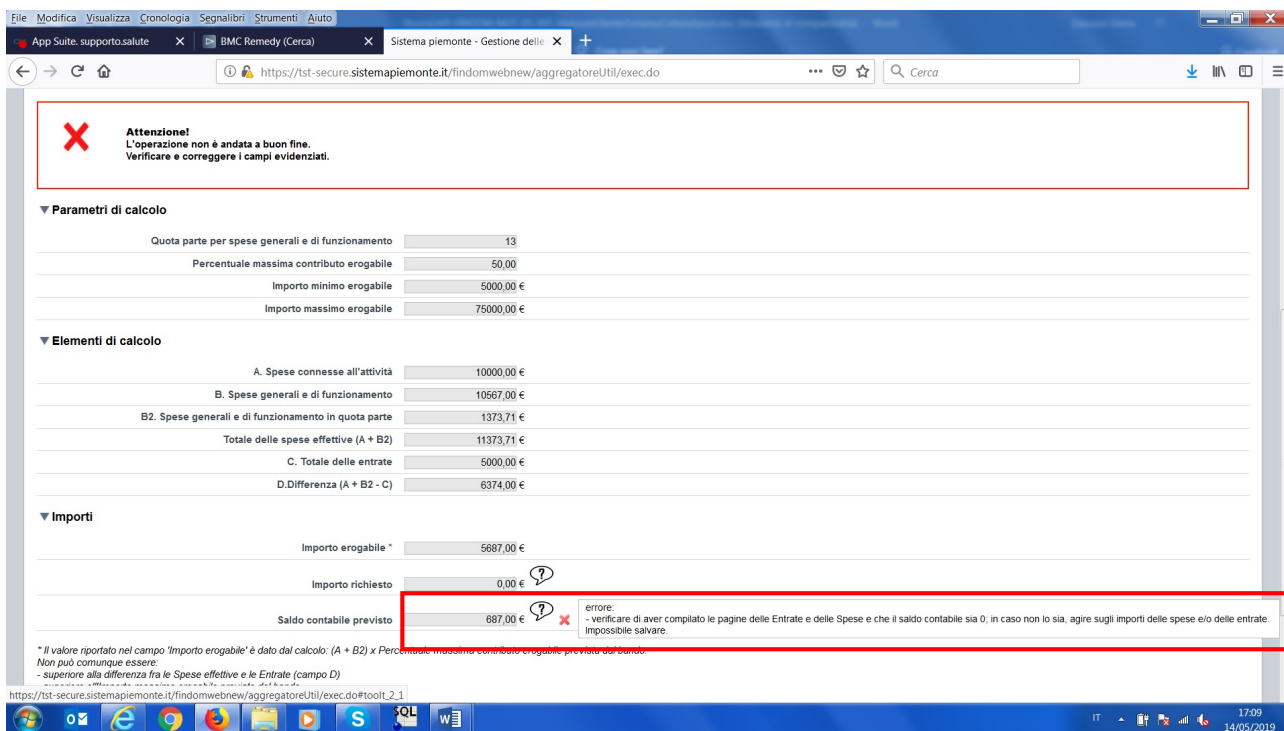 File Modifica Visualizza Cronologia Segnalibri Strumenti Aiuto
App Suite. supporto.salute X BMC Remedy (Cerca) X Sistema piemonte - Gestione delle X +
https://tst-secure.sistemapiemonte.it/findomwebnew/aggregatoreUtil/exec.do Cerca
Attenzione!
L'operazione non è andata a buon fine.
Verificare e correggere i campi evidenziati.
Parametri di calcolo
Quota parte per spese generali e di funzionamento 13
Percentuale massima contributo erogabile 50,00
Importo minimo erogabile 5000,00 €
Importo massimo erogabile 75000,00 €
Elementi di calcolo
A. Spese connesse all'attività 10000,00 €
B. Spese generali e di funzionamento 10567,00 €
B2. Spese generali e di funzionamento in quota parte 1373,71 €
Totale delle spese effettive (A + B2) 11373,71 €
C. Totale delle entrate 5000,00 €
D.Differenza (A + B2 - C) 6374,00 €
Importi
Importo erogabile * 5687,00 €
Importo richiesto 0,00 € ?
Saldo contabile previsto 687,00 € ?
errore:
- verificare di aver compilato le pagine delle Entrate e delle Spese e che il saldo contabile sia 0; in caso non lo sia, agire sugli importi delle spese e/o delle entrate.
Impossibile salvare.
* Il valore riportato nel campo 'Importo erogabile' è dato dal calcolo: (A + B2) x Percentuale massima contributo erogabile prevista dal bando.
Non può comunque essere:
- superiore alla differenza fra le Spese effettive e le Entrate (campo D)
https://tst-secure.sistemapiemonte.it/findomwebnew/aggregatoreUtil/exec.do#toolt_2_1
SQL
IT 17:09
14/05/2019